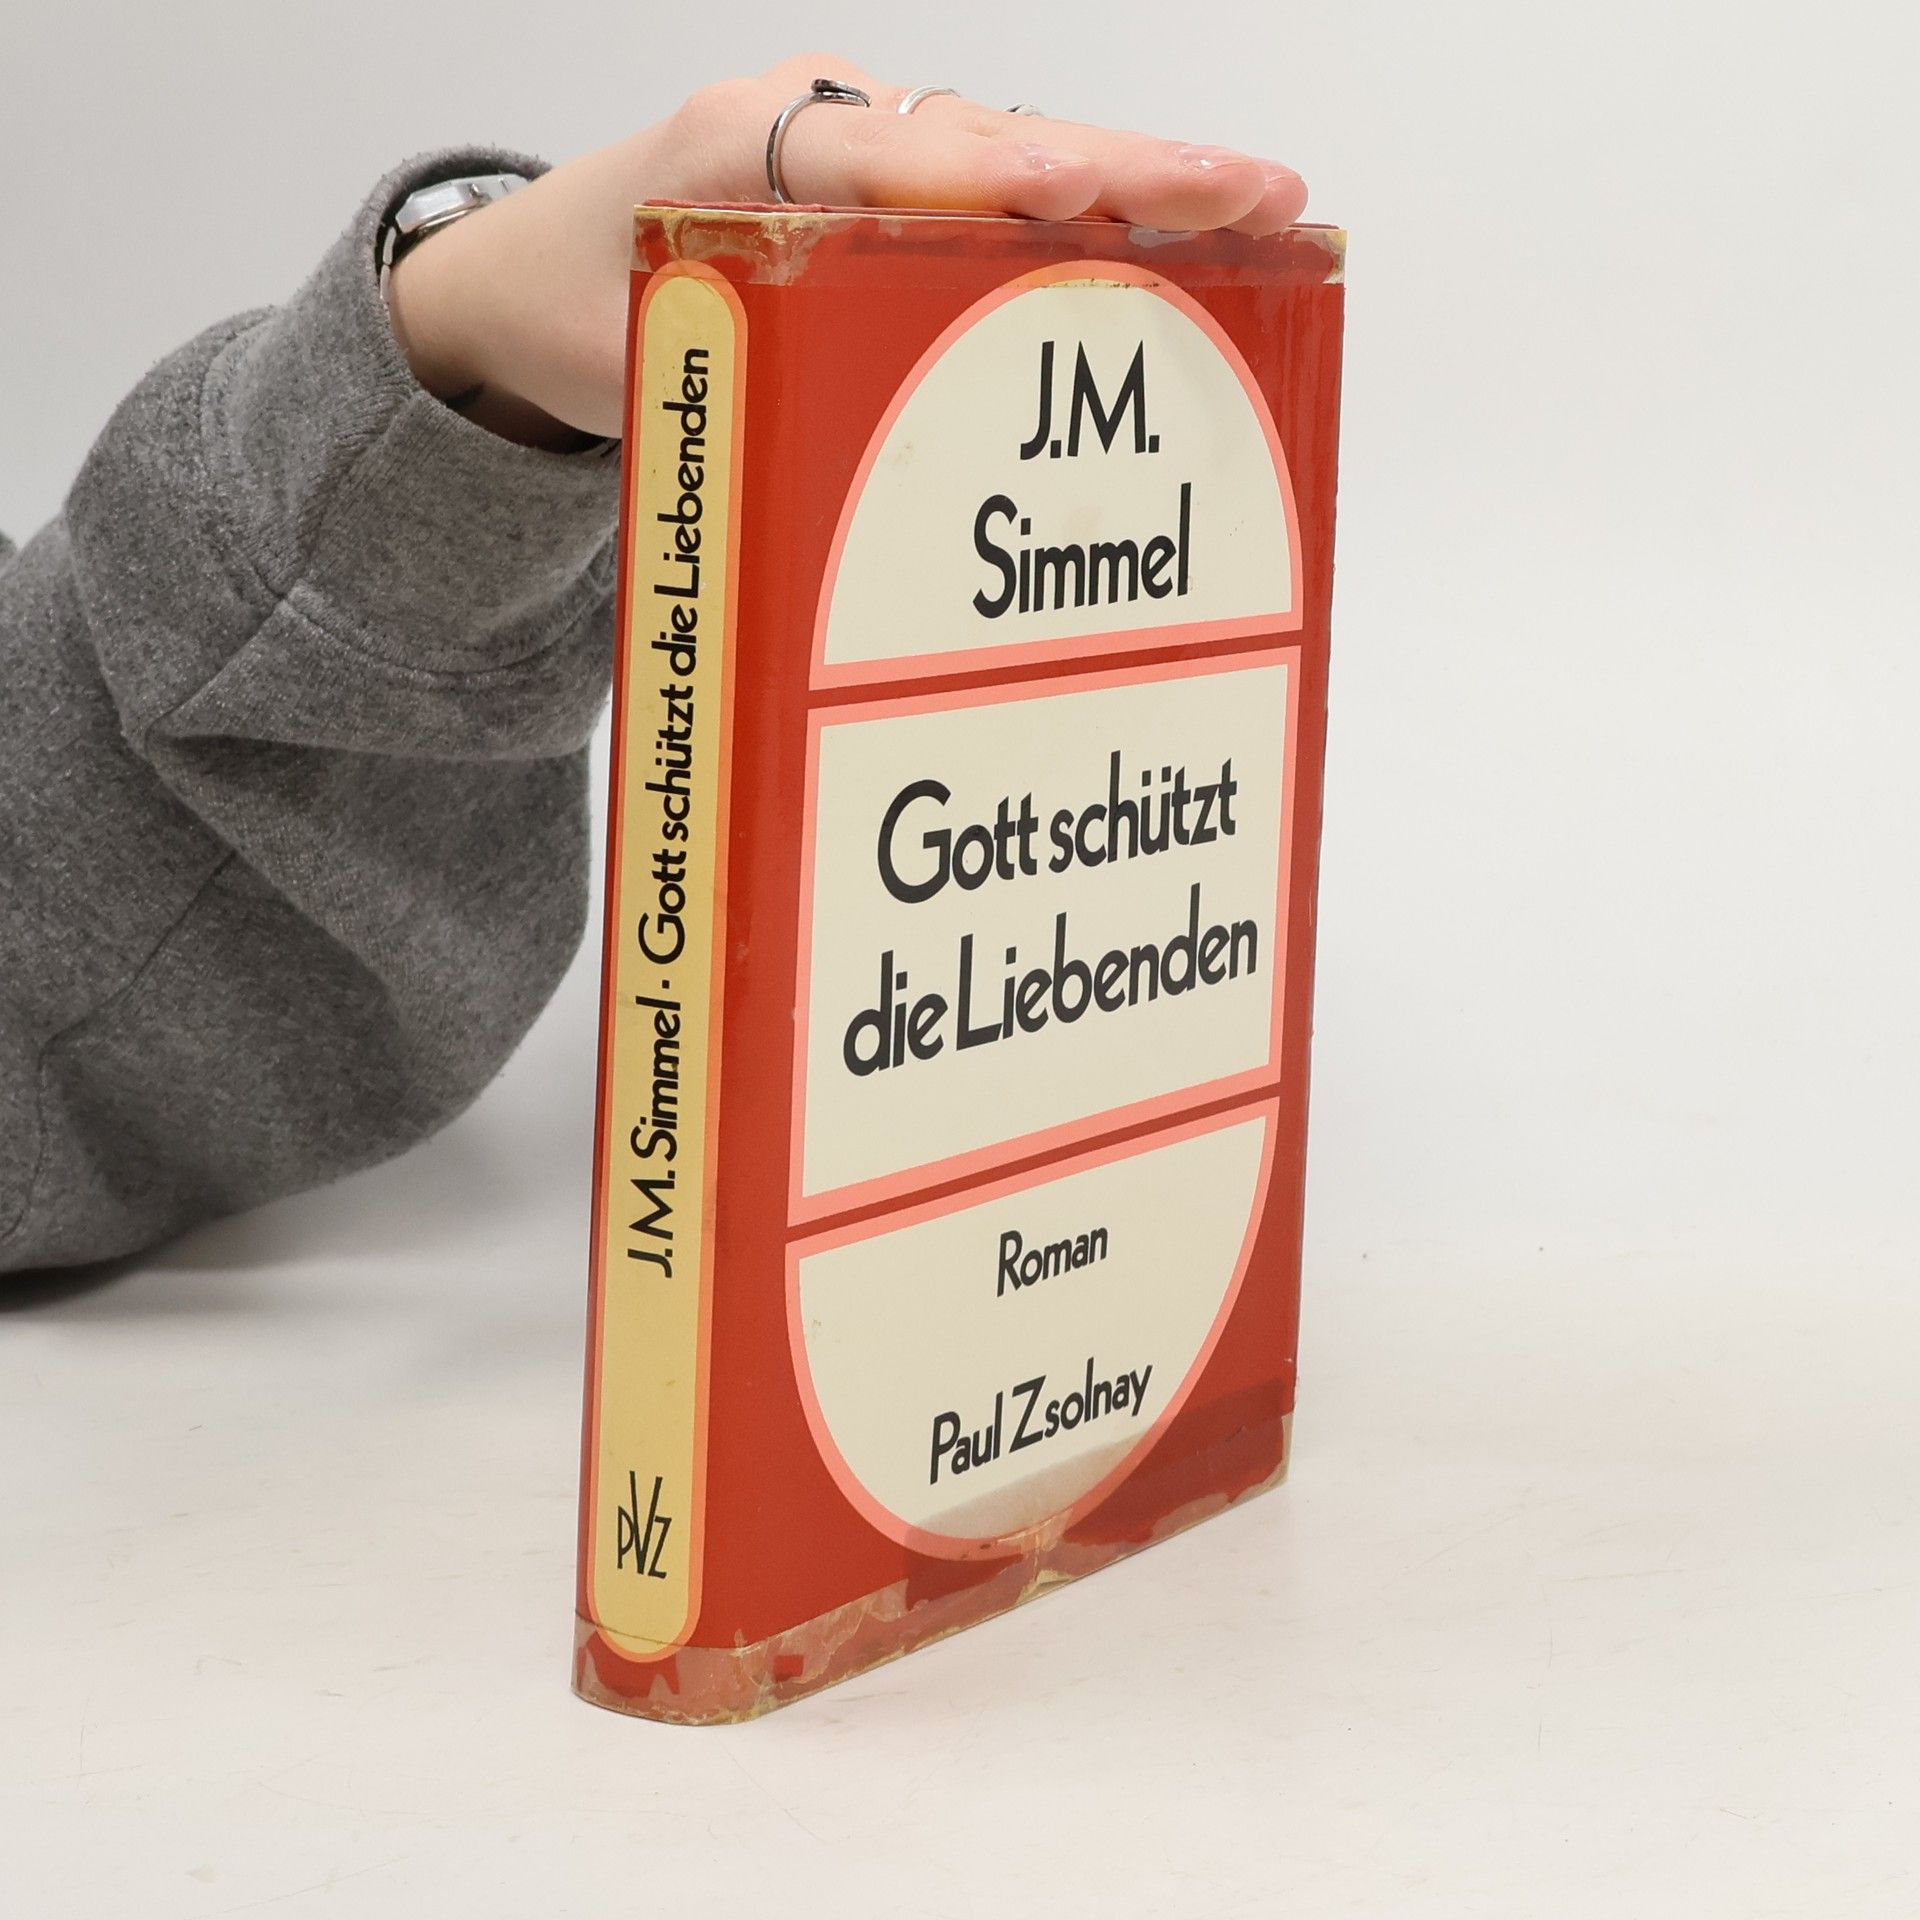 J.M. Simmel · Gott schützt die Liebenden
PVZ
J.M.
Simmel
Gott schützt
die Liebenden
Roman
Paul Zsolnay